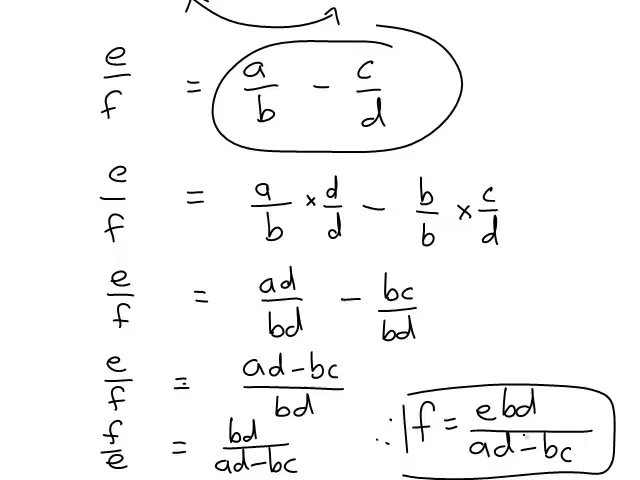 e/f = a/b - c/d
e/f = a/b × d/d - b/b × c/d
e/f = ad/bd - bc/bd
e/f = ad-bc/bd
f/e = bd/ad-bc ∴ f = ebd/ad-bc